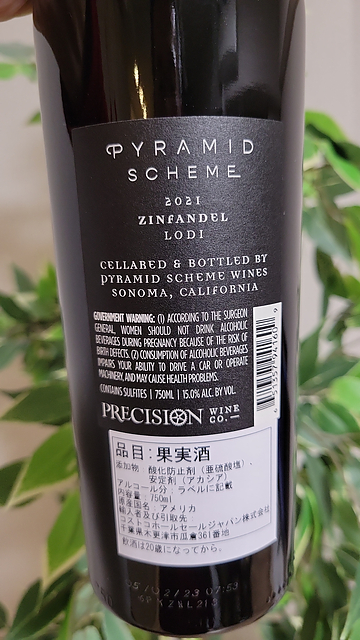 PYRAMID
SCHEME
2021
ZINFANDEL
LODI
CELLARED & BOTTLED BY
PYRAMID SCHEME WINES
SONOMA, CALIFORNIA
GOVERNMENT WARNING: (1) ACCORDING TO THE SURGEON
GENERAL, WOMEN SHOULD NOT DRINK ALCOHOLIC
BEVERAGES DURING PREGNANCY BECAUSE OF THE RISK OF
BIRTH DEFECTS. (2) CONSUMPTION OF ALCOHOLIC BEVERAGES
IMPAIRS YOUR ABILITY TO DRIVE A CAR OR OPERATE
MACHINERY, AND MAY CAUSE HEALTH PROBLEMS.
CONTAINS SULFITES | 750ML | 15.0% ALC. BY VOL.
PRECISION WINE CO.
品目：果実酒
添加物：酸化防止剤（亜硫酸塩）、
安定剤（アカシア）
アルコール分：ラベルに記載
内容量：750ml
原産国名：アメリカ
輸入者及び引取先
コストコホールセールジャパン株式会社
千葉県木更津市瓜倉361番地
飲酒は20歳になってから。